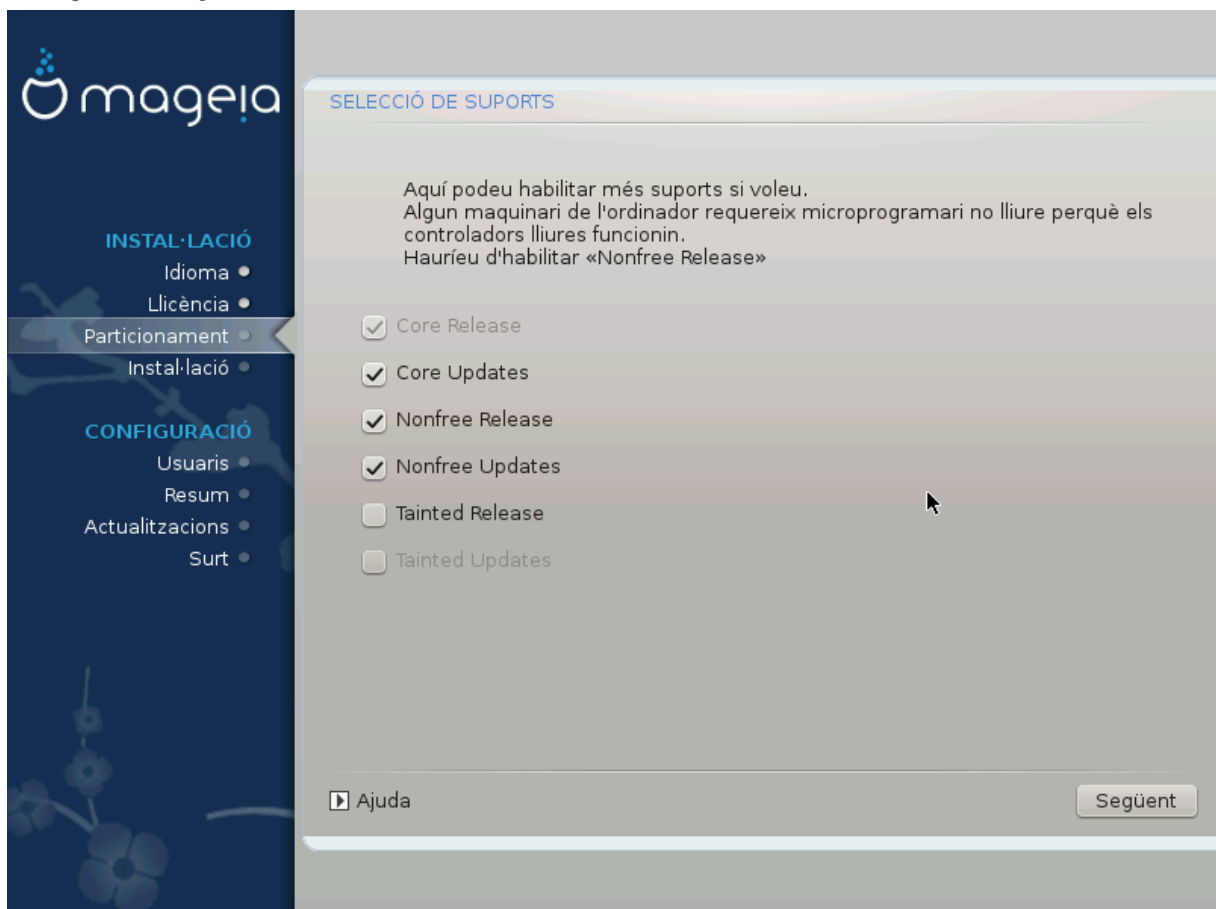 mageia
SELECCIÓ DE SUPORTS
Aquí podeu habilitar més suports si voleu.
Algun maquinari de l'ordinador requereix microprogramari no lliure perquè els
controladors lliures funcionin.
Hauríeu d'habilitar «Nonfree Release»
INSTAL·LACIÓ
Idioma
Llicència
Particionament
Instal·lació
CONFIGURACIÓ
Usuaris
Resum
Actualitzacions
Surt
Core Release
Core Updates
Nonfree Release
Nonfree Updates
Tainted Release
Tainted Updates
Ajuda
Següent